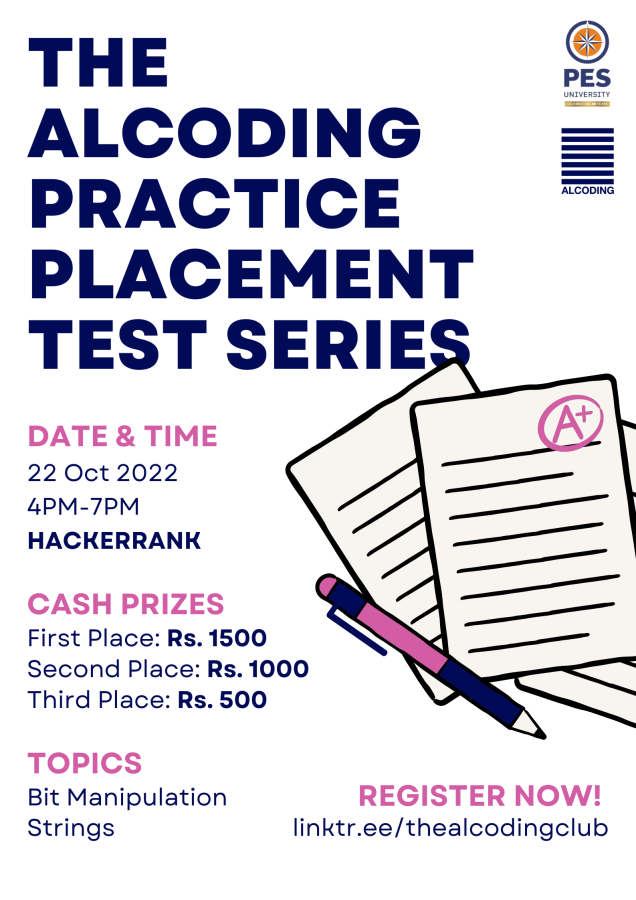 THE
ALCODING
PRACTICE
PLACEMENT
TEST SERIES
PES
UNIVERSITY
ALCODING
A+
DATE & TIME
22 Oct 2022
4PM-7PM
HACKERRANK
CASH PRIZES
First Place: Rs. 1500
Second Place: Rs. 1000
Third Place: Rs. 500
TOPICS
Bit Manipulation
Strings
REGISTER NOW!
linktr.ee/thealcodingclub